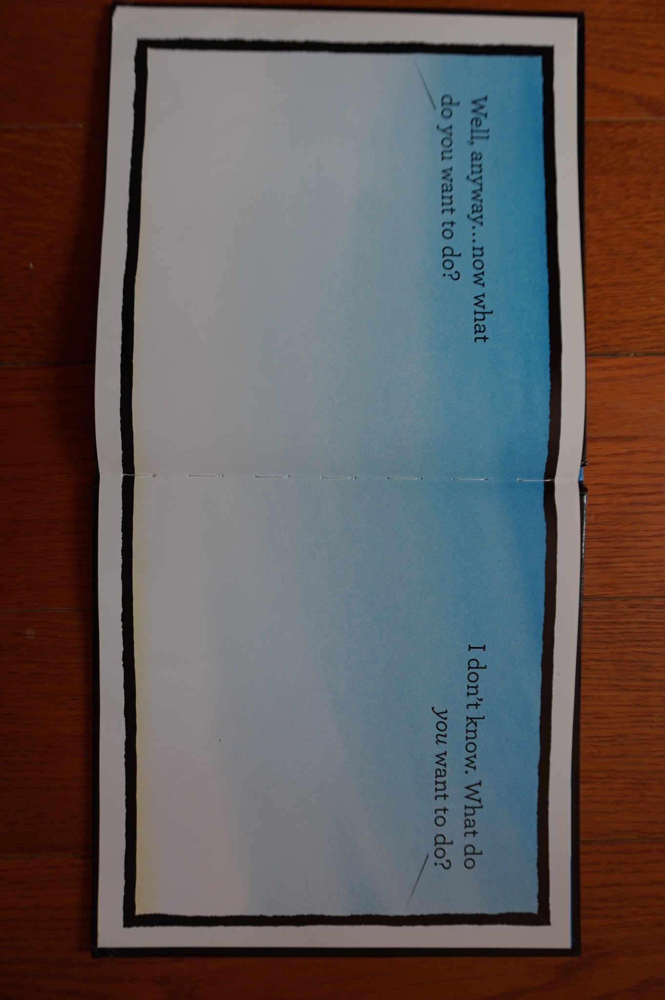 Well, anyway...now what
do you want to do?
I don't know. What do
you want to do?